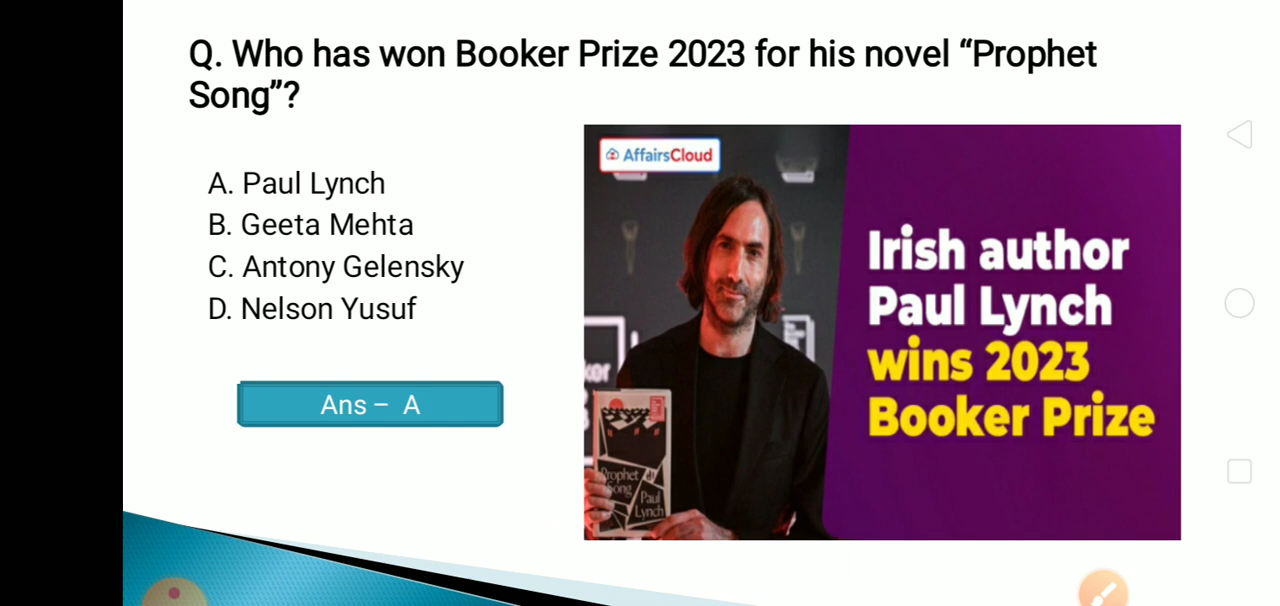 Q. Who has won Booker Prize 2023 for his novel “Prophet
Song”?
A. Paul Lynch
B. Geeta Mehta
C. Antony Gelensky
D. Nelson Yusuf
Ans – A
AffairsCloud
Irish author
Paul Lynch
wins 2023
Booker Prize
Prophet
Song
Paul
Lynch